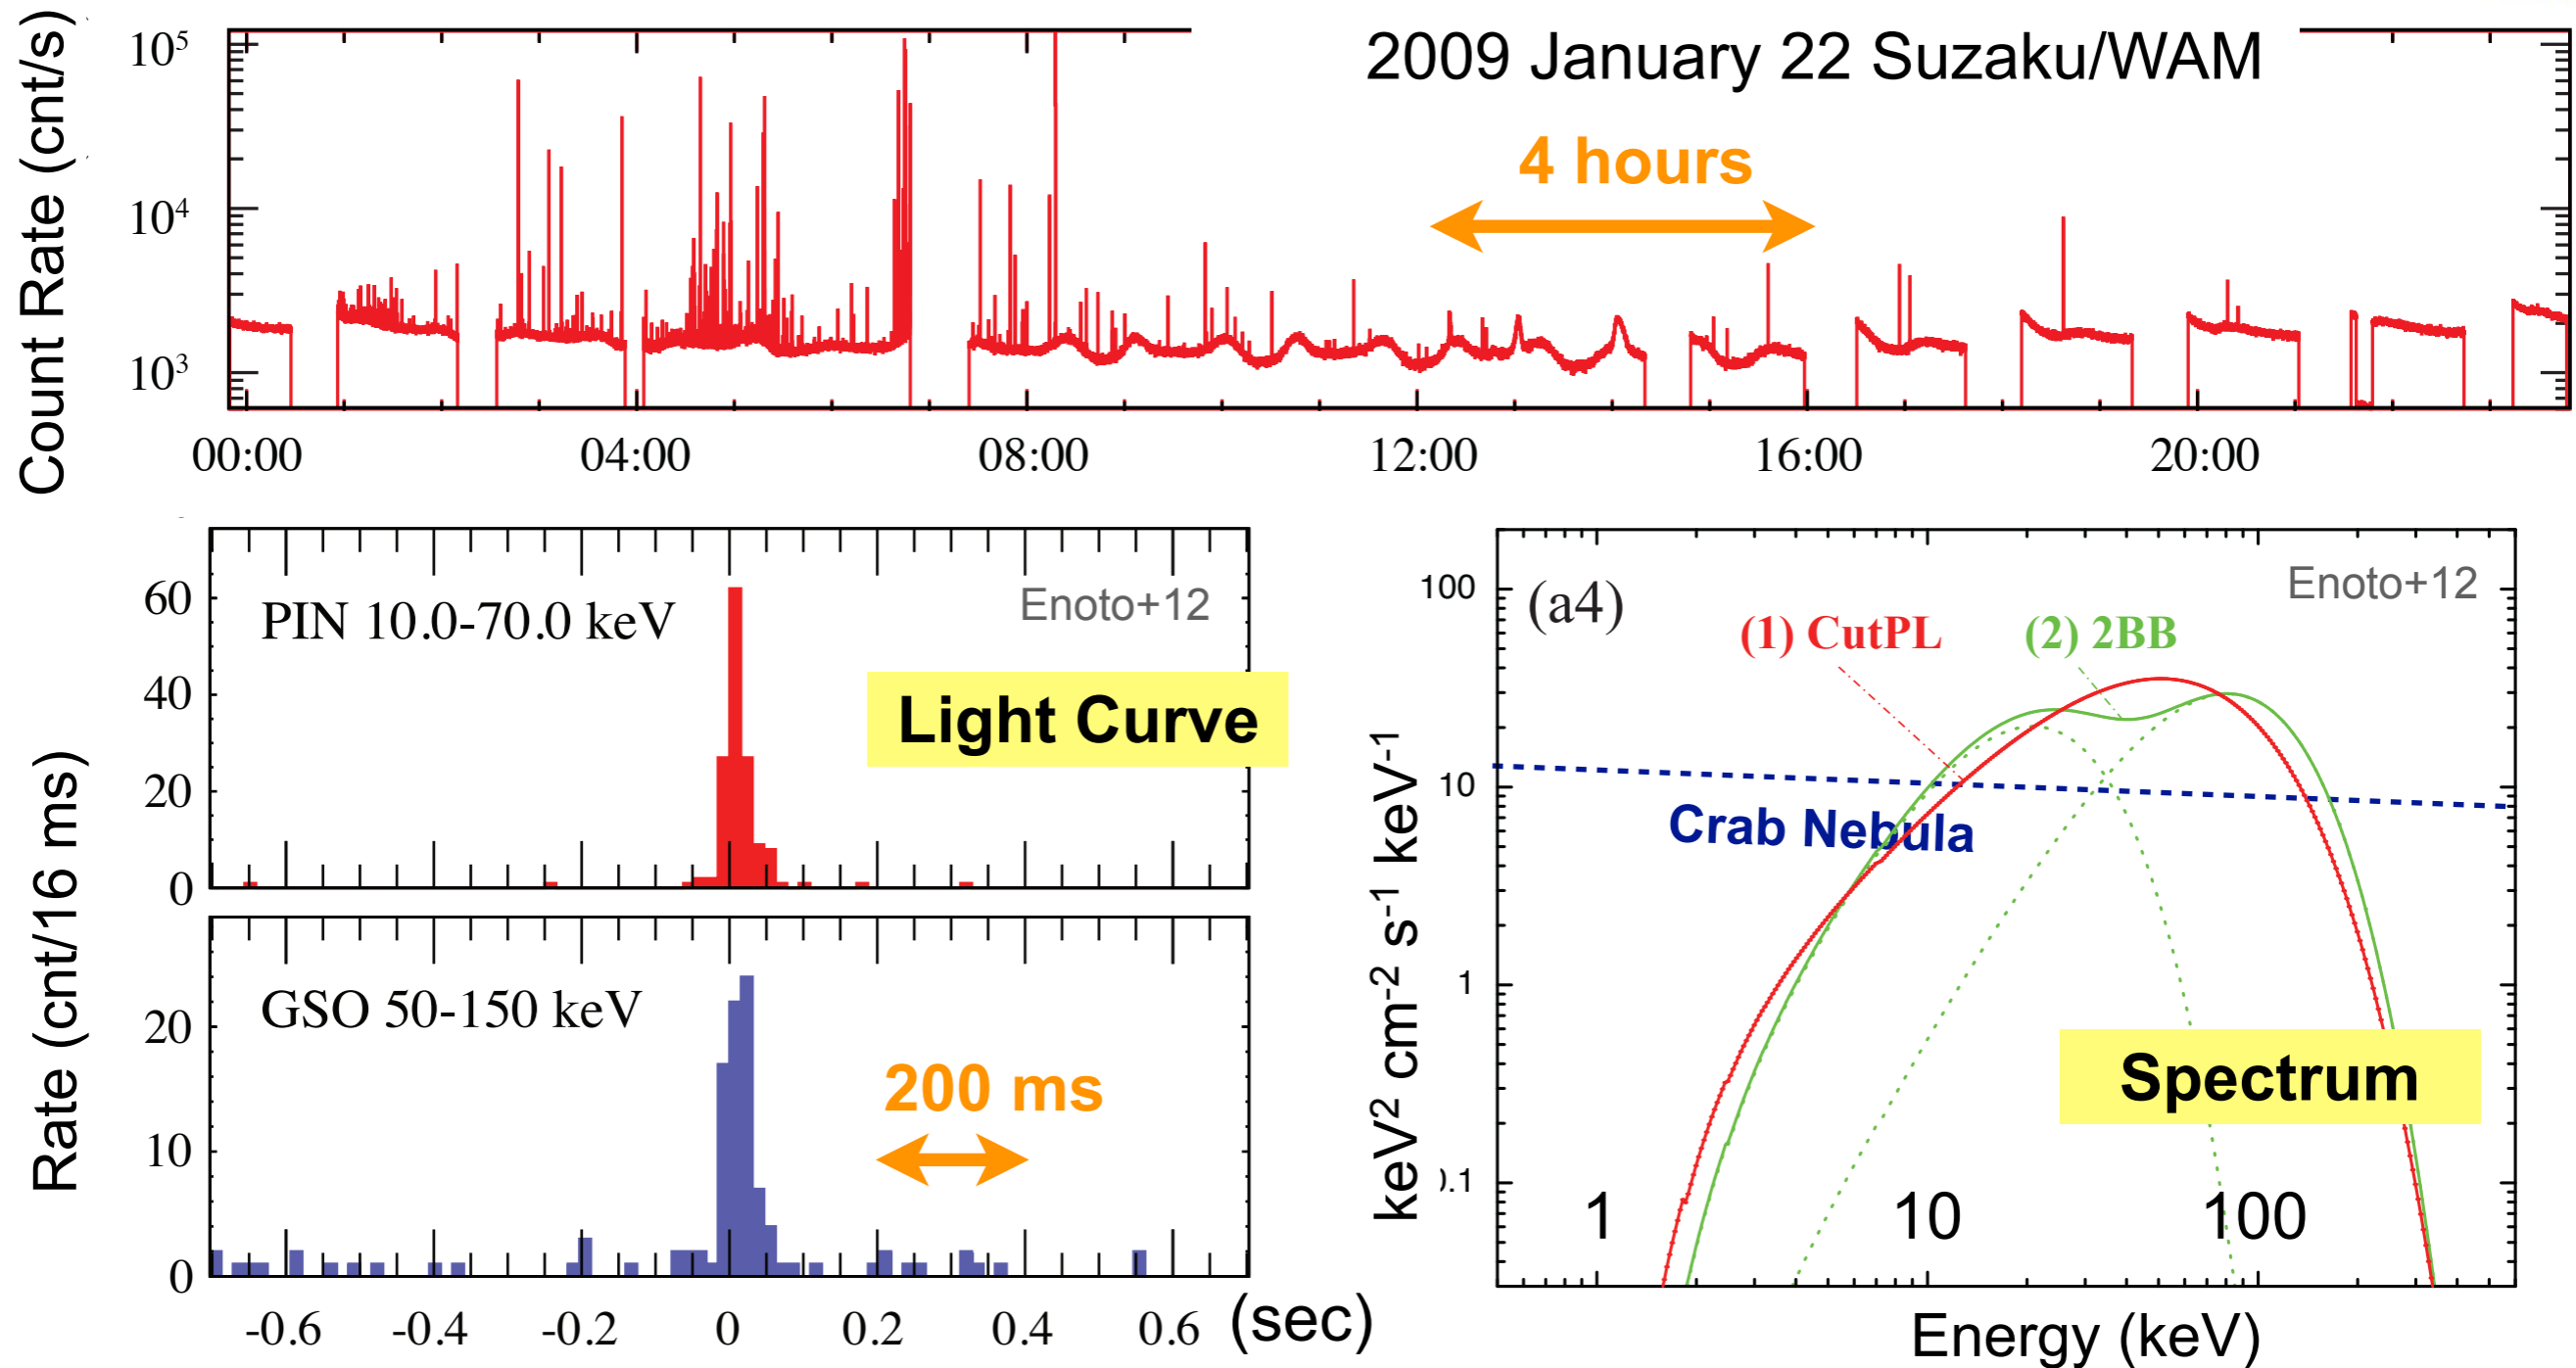 2009 January 22 Suzaku/WAM
Count Rate (cnt/s)
10⁵
10⁴
10³
4 hours
00:00 04:00 08:00 12:00 16:00 20:00
Rate (cnt/16 ms)
PIN 10.0-70.0 keV
Enoto+12
Light Curve
60
40
20
0
GSO 50-150 keV
200 ms
20
10
0
-0.6 -0.4 -0.2 0 0.2 0.4 0.6 (sec)
keV² cm⁻² s⁻¹ keV⁻¹
100
10
1
).1
(a4)
Enoto+12
(1) CutPL (2) 2BB
Crab Nebula
Spectrum
1 10 100
Energy (keV)